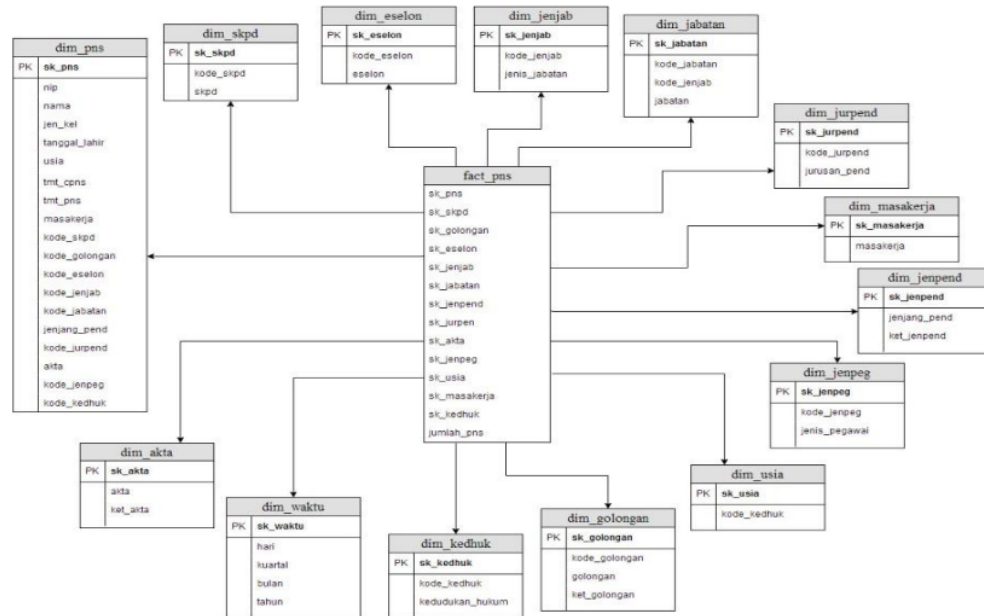 dim_pns
PK sk_pns
nip
nama
jen_kel
tanggal_lahir
usia
tmt_cpns
tmt_pns
masakerja
kode_skpd
kode_golongan
kode_eselon
kode_jenjab
kode_jabatan
jenjang_pend
kode_jurpend
akta
kode_jenpeg
kode_kedhuk
dim_skpd
PK sk_skpd
kode_skpd
skpd
dim_eselon
PK sk_eselon
kode_eselon
eselon
dim_jenjab
PK sk_jenjab
kode_jenjab
jenis_jabatan
dim_jabatan
PK sk_jabatan
kode_jabatan
kode_jenjab
jabatan
dim_jurpend
PK sk_jurpend
kode_jurpend
jurusan_pend
fact_pns
sk_pns
sk_skpd
sk_golongan
sk_eselon
sk_jenjab
sk_jabatan
sk_jenpend
sk_jurpen
sk_akta
sk_jenpeg
sk_usia
sk_masakerja
sk_kedhuk
jumlah_pns
dim_masakerja
PK sk_masakerja
masakerja
dim_jenpend
PK sk_jenpend
jenjang_pend
ket_jenpend
dim_jenpeg
PK sk_jenpeg
kode_jenpeg
jenis_pegawai
dim_usia
PK sk_usia
kode_kedhuk
dim_akta
PK sk_akta
akta
ket_akta
dim_waktu
PK sk_waktu
hari
kuartal
bulan
tahun
dim_kedhuk
PK sk_kedhuk
kode_kedhuk
kedudukan_hukum
dim_golongan
PK sk_golongan
kode_golongan
golongan
ket_golongan